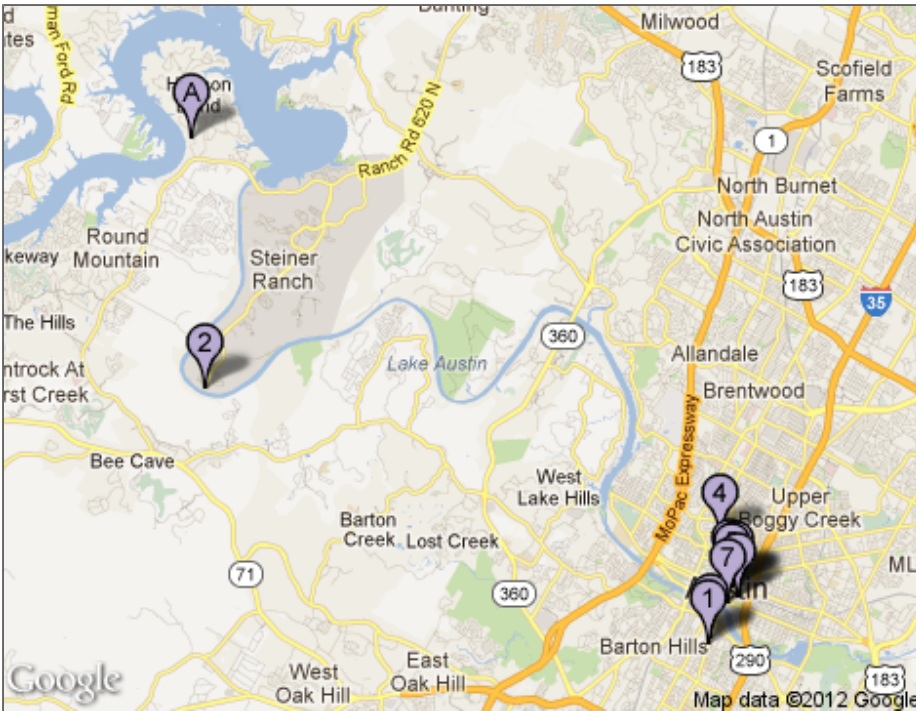 Bunting
Milwood
183
Scofield
Farms
A
Ranch Rd 620 N
1
North Burnet
North Austin
Civic Association
Round
Mountain
Steiner
Ranch
183
35
The Hills
360
2
Lake Austin
Allandale
Brentwood
MoPac Expressway
Bee Cave
West
Lake Hills
4
Upper
Boggy Creek
Barton
Creek
Lost Creek
7
ML
71
360
1
Barton Hills
290
East
Oak Hill
West
Oak Hill
183
Google
Map data ©2012 Google